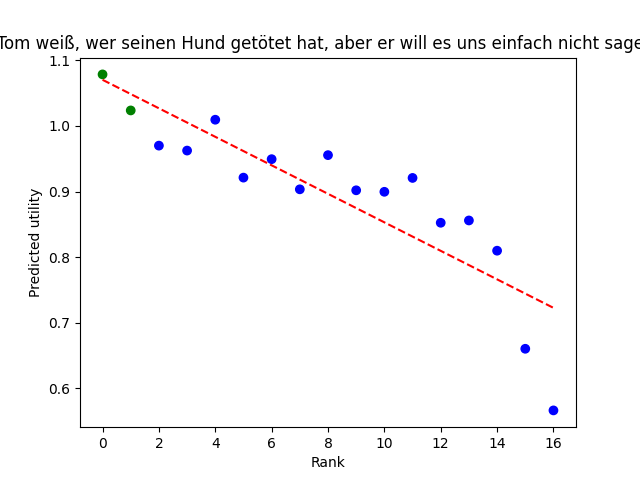 Tom weiß, wer seinen Hund getötet hat, aber er will es uns einfach nicht sage
1.1
1.0
0.9
0.8
0.7
0.6
Predicted utility
0 2 4 6 8 10 12 14 16
Rank